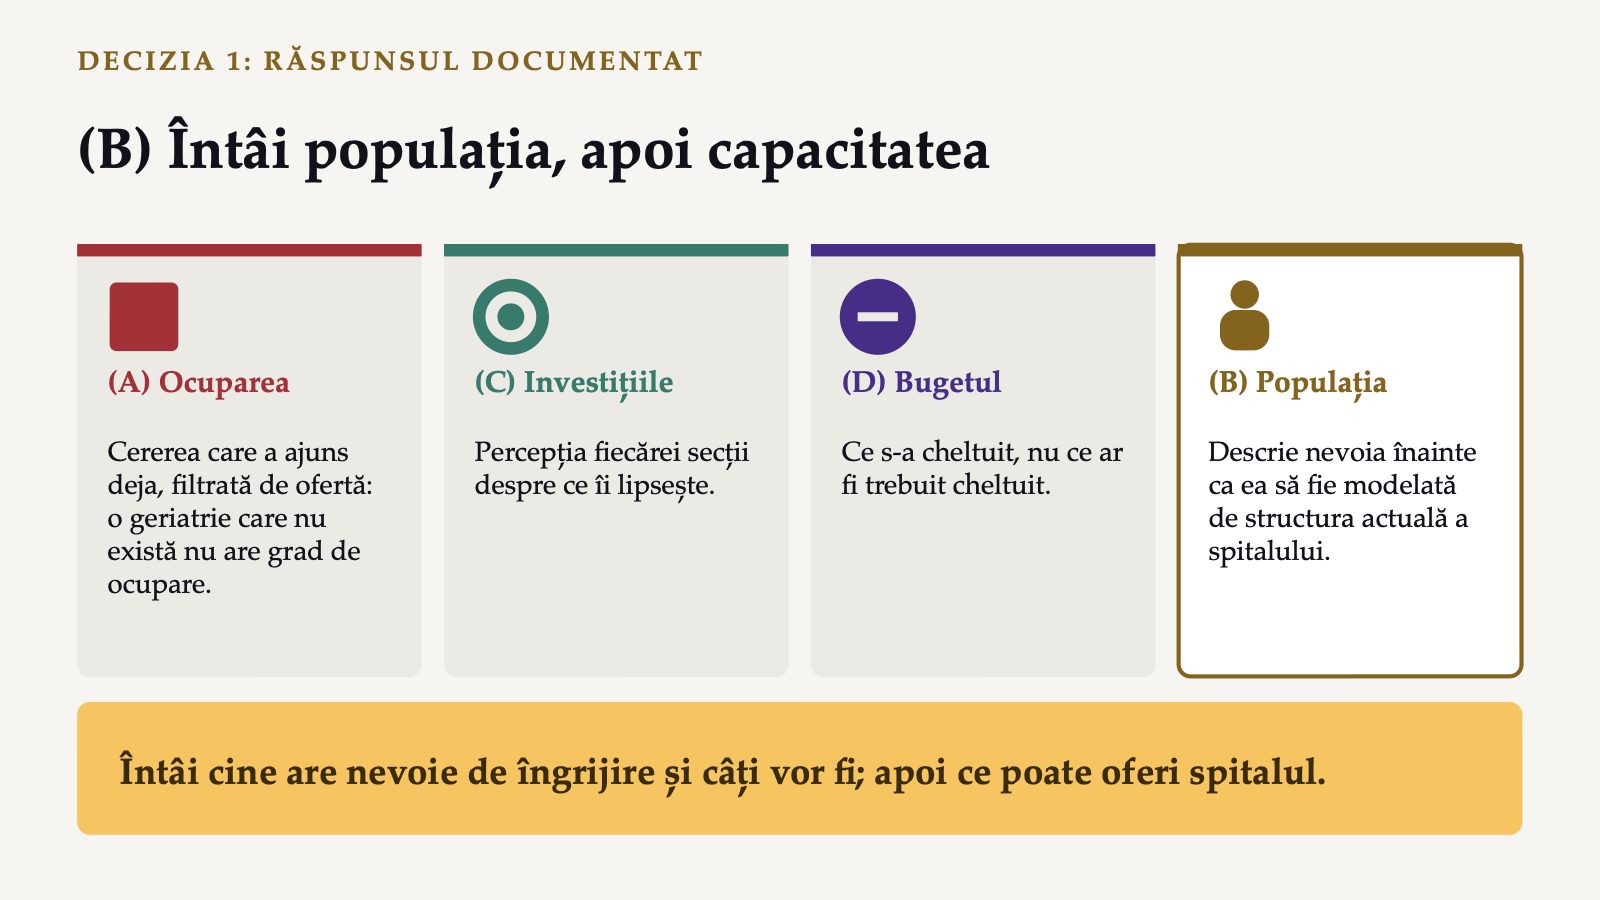 DECIZIA 1: RĂSPUNSUL DOCUMENTAT
(B) Întâi populația, apoi capacitatea
(A) Ocuparea
Cererea care a ajuns
deja, filtrată de ofertă:
o geriatrie care nu
există nu are grad de
ocupare.
(C) Investițiile
Percepția fiecărei secții
despre ce îi lipsește.
(D) Bugetul
Ce s-a cheltuit, nu ce ar
fi trebuit cheltuit.
(B) Populația
Descrie nevoia înainte
ca ea să fie modelată
de structura actuală a
spitalului.
Întâi cine are nevoie de îngrijire și câți vor fi; apoi ce poate oferi spitalul.